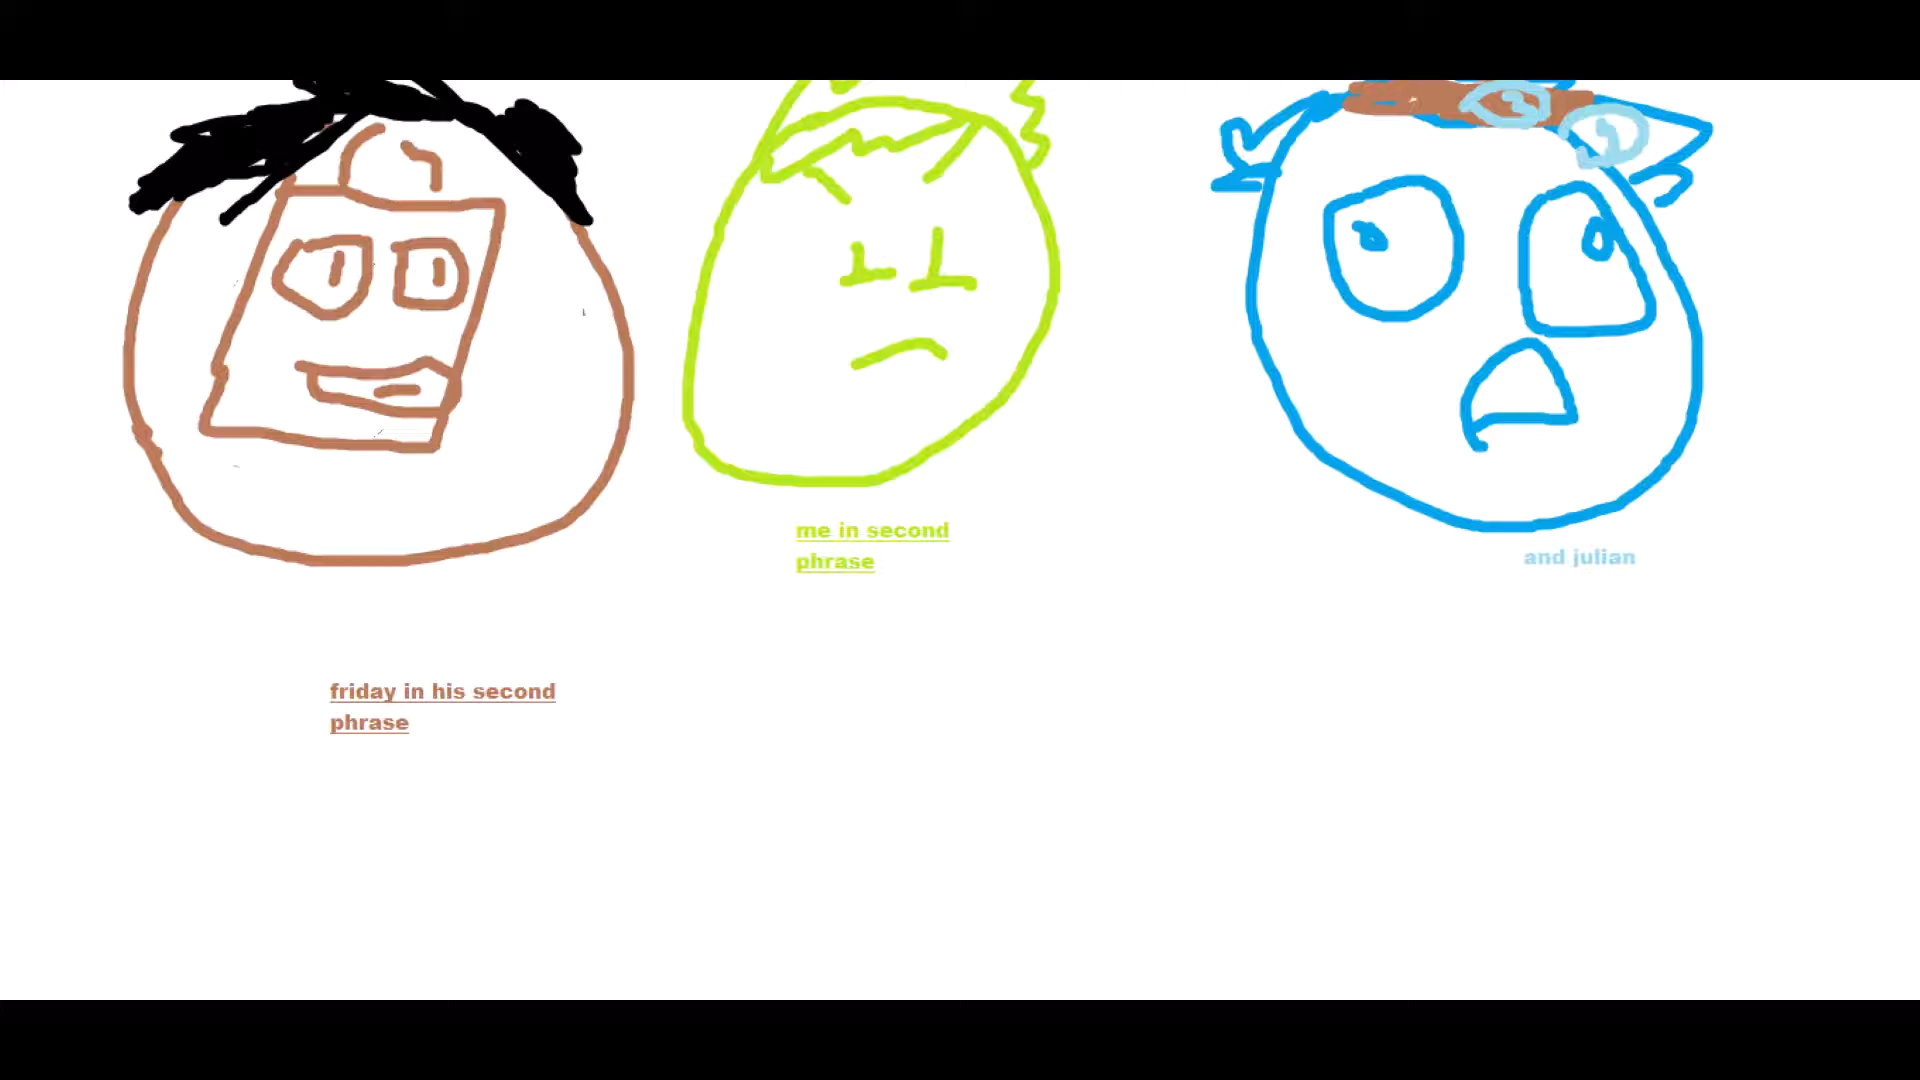 me in second
phrase
and julian
friday in his second
phrase